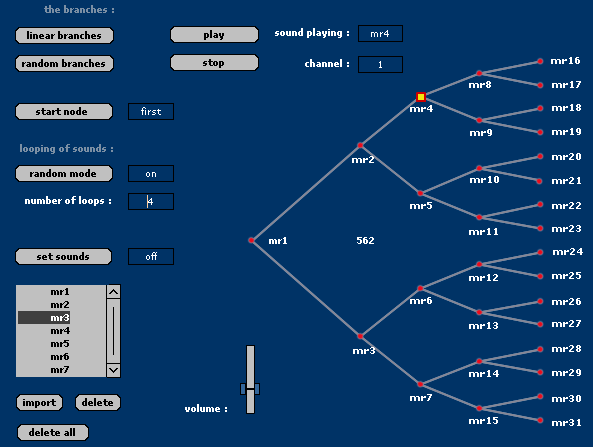 the branches :
linear branches
random branches
play
stop
sound playing : mr4
channel : 1
start node first
looping of sounds :
random mode on
number of loops : 4
set sounds off
mr1
mr2
mr3
mr4
mr5
mr6
mr7
import delete
delete all
volume :
mr1
562
mr2
mr3
mr4
mr5
mr6
mr7
mr8
mr9
mr10
mr11
mr12
mr13
mr14
mr15
mr16
mr17
mr18
mr19
mr20
mr21
mr22
mr23
mr24
mr25
mr26
mr27
mr28
mr29
mr30
mr31